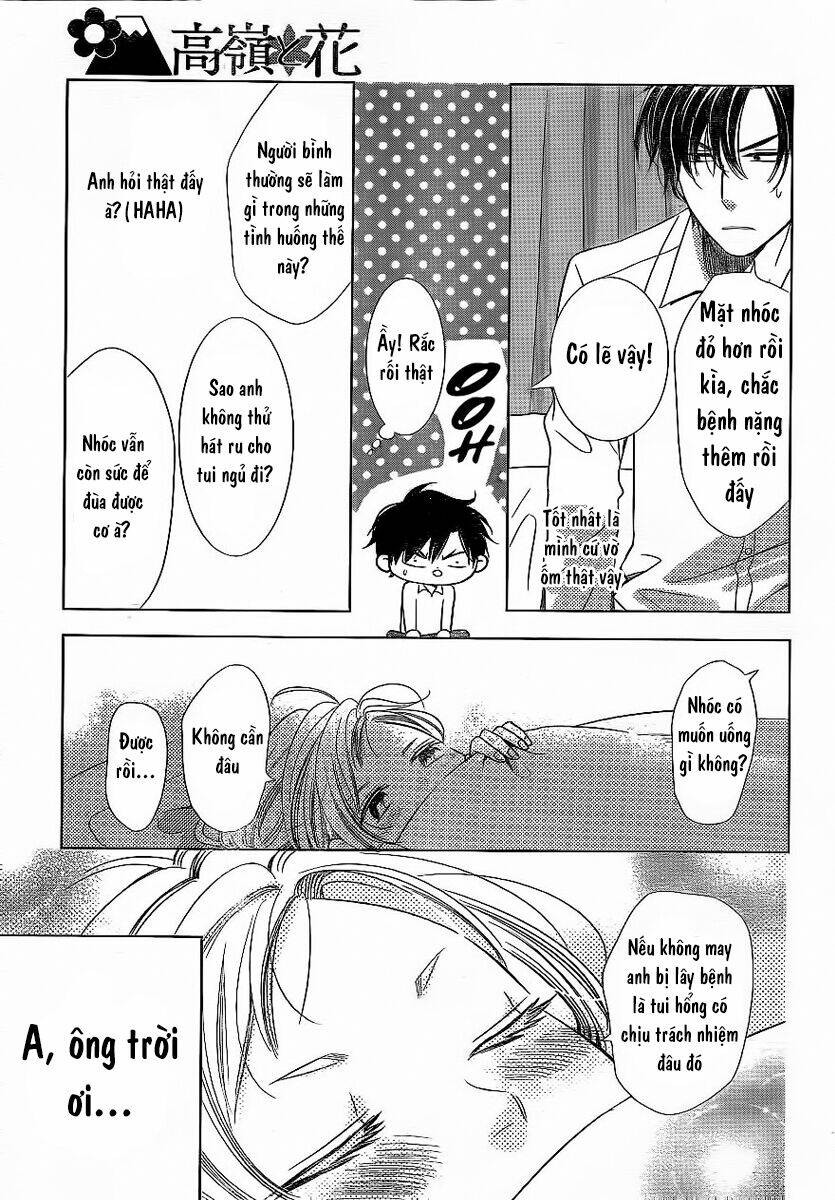 高嶺と花
Mặt nhóc
đỏ hơn rồi
kìa, chắc
bệnh nặng
thêm rồi
đấy
Có lẽ vậy!
Tốt nhất là
mình cứ vờ
ốm thật vậy
Ầy! Rắc
rối thật
OOH
Người bình
thường sẽ làm
gì trong những
tình huống thế
này?
Anh hỏi thật đấy
à? ( HAHA)
Sao anh
không thử
hát ru cho
tui ngủ đi?
Nhóc vẫn
còn sức để
đùa được
cơ à?
Nhóc có
muốn uống
gì không?
Không cần
đâu
Được
rồi...
Nếu không may
anh bị lây bệnh
là tui hổng có
chịu trách nhiệm
đâu đó
A, ông trời
ơi...